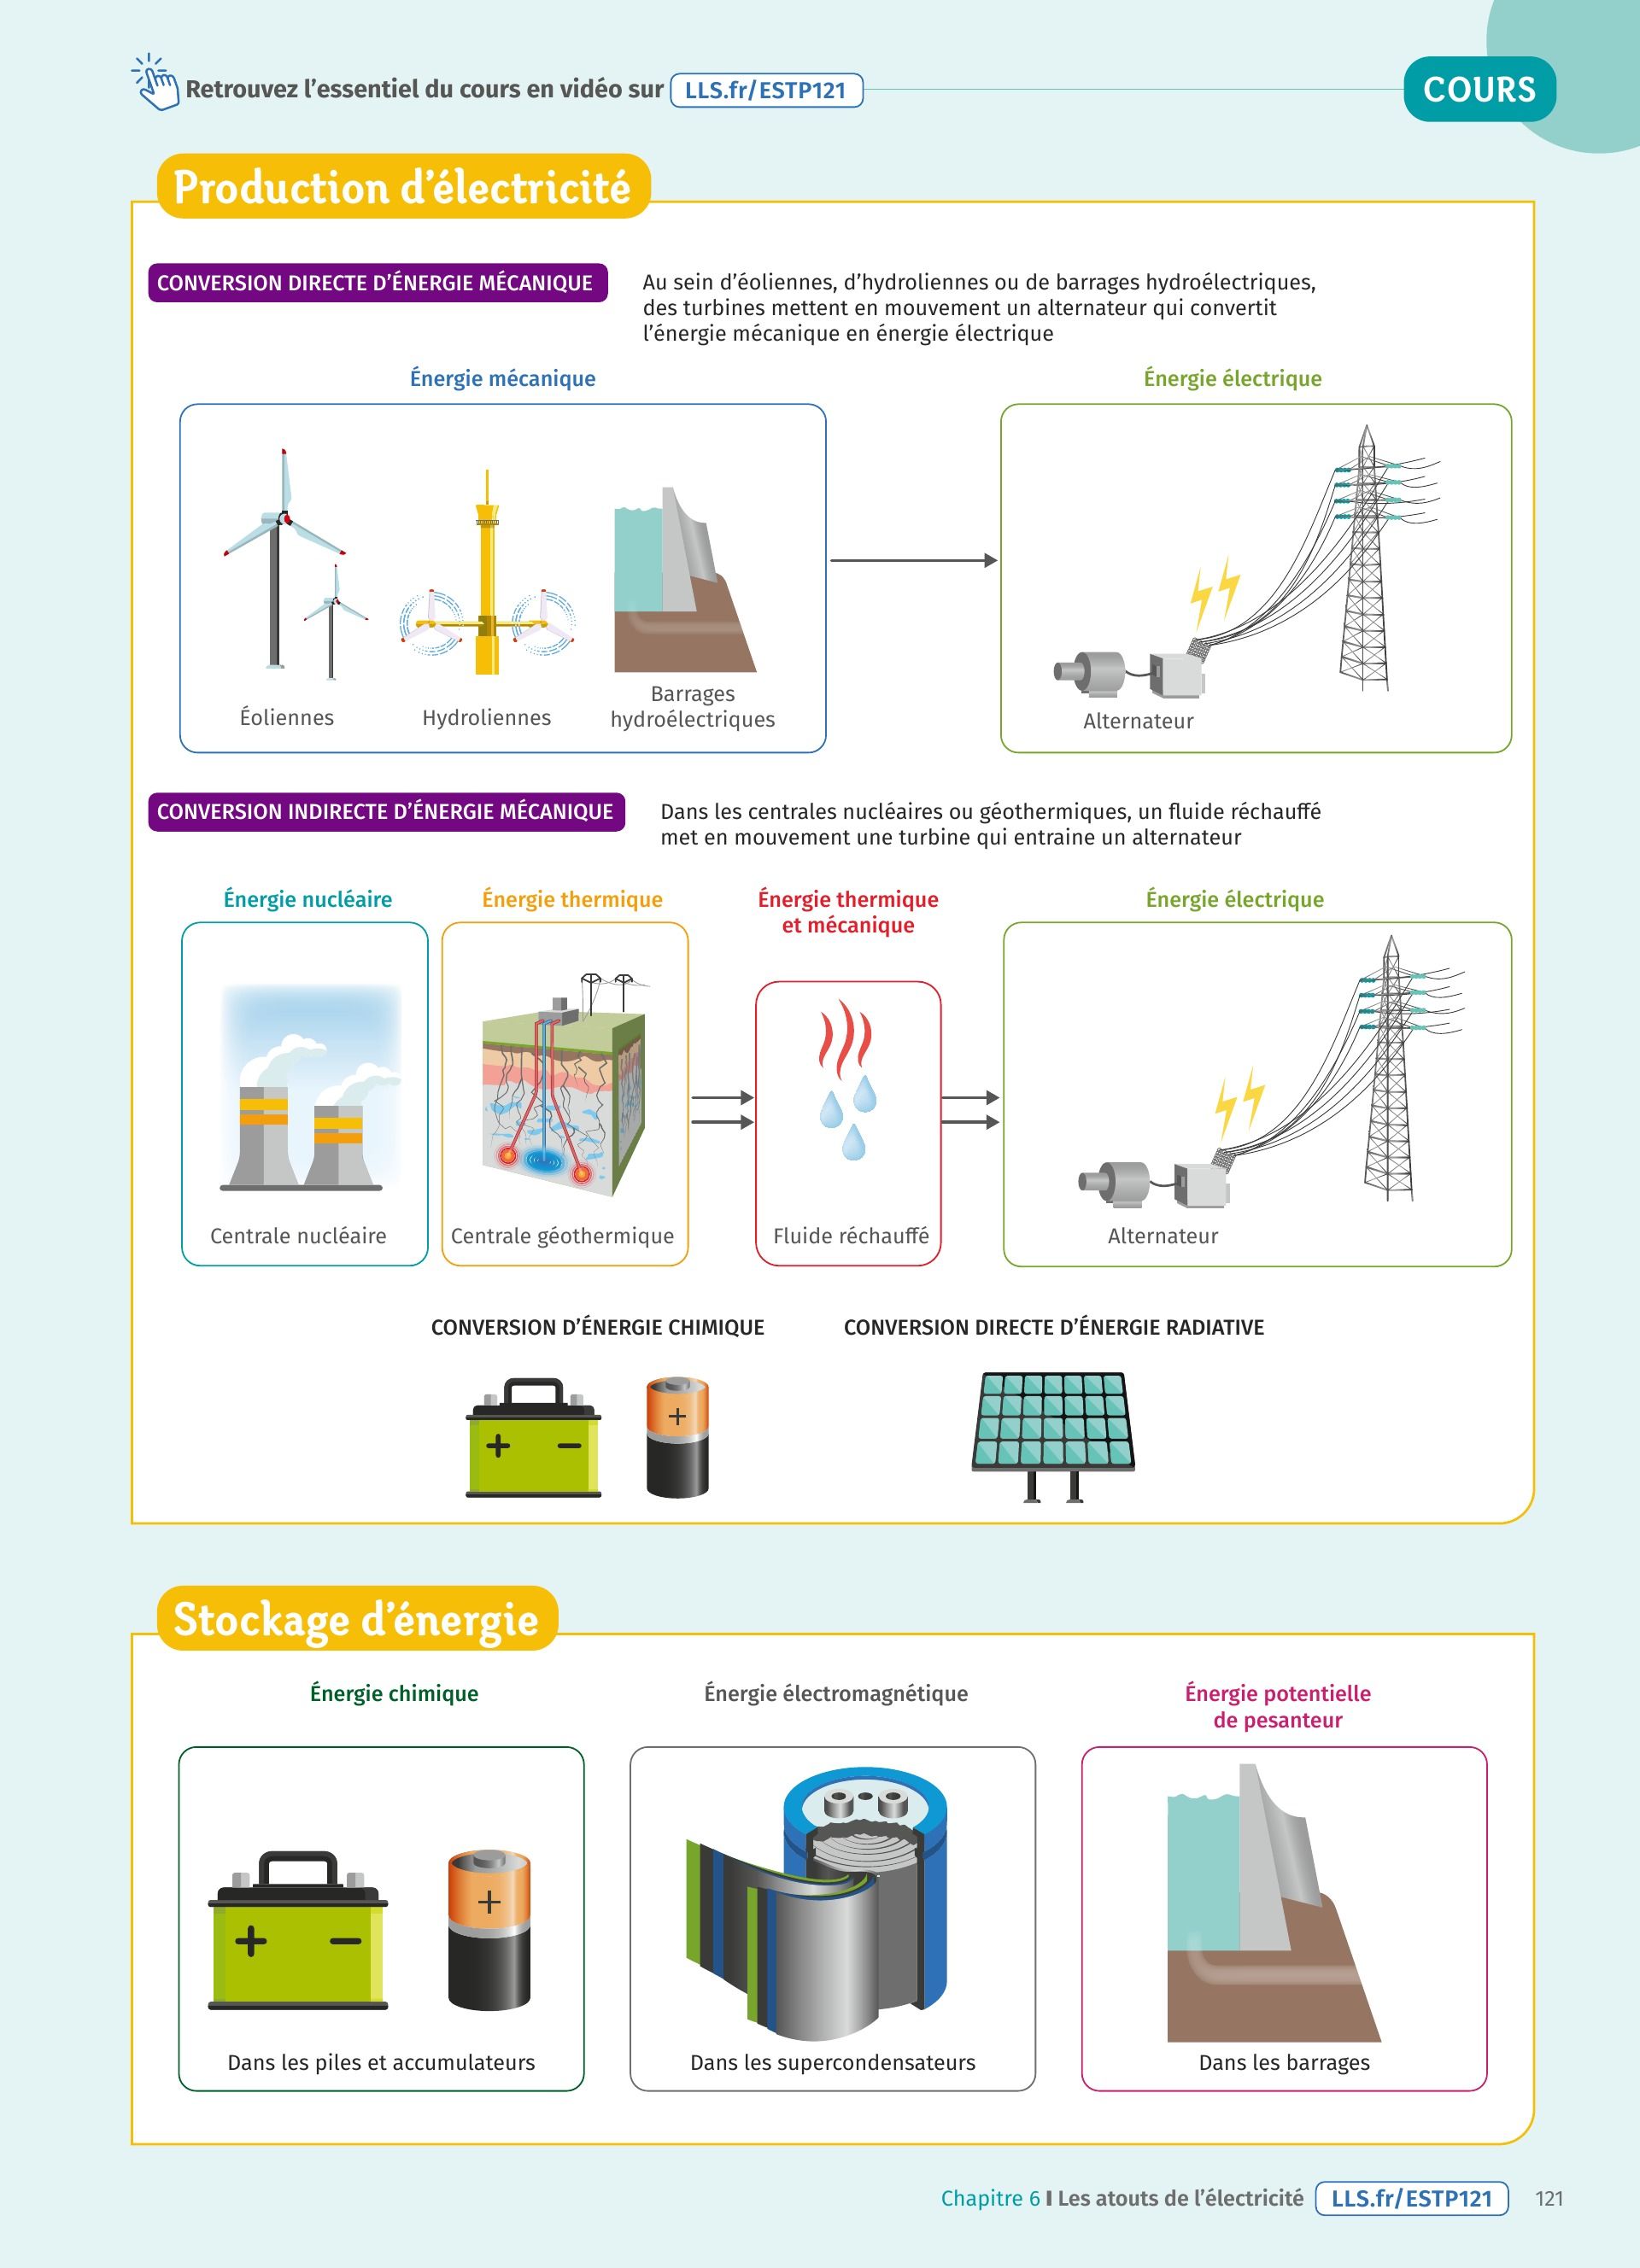 Retrouvez l’essentiel du cours en vidéo sur LLS.fr/ESTP121
COURS
Production d’électricité
CONVERSION DIRECTE D’ÉNERGIE MÉCANIQUE
Au sein d’éoliennes, d’hydroliennes ou de barrages hydroélectriques,
des turbines mettent en mouvement un alternateur qui convertit
l’énergie mécanique en énergie électrique
Énergie mécanique
Énergie électrique
Éoliennes
Hydroliennes
Barrages
hydroélectriques
Alternateur
CONVERSION INDIRECTE D’ÉNERGIE MÉCANIQUE
Dans les centrales nucléaires ou géothermiques, un fluide réchauffé
met en mouvement une turbine qui entraine un alternateur
Énergie nucléaire
Énergie thermique
Énergie thermique
et mécanique
Énergie électrique
Centrale nucléaire
Centrale géothermique
Fluide réchauffé
Alternateur
CONVERSION D’ÉNERGIE CHIMIQUE
CONVERSION DIRECTE D’ÉNERGIE RADIATIVE
+ −
+
Stockage d’énergie
Énergie chimique
Énergie électromagnétique
Énergie potentielle
de pesanteur
+ −
+
Dans les piles et accumulateurs
Dans les supercondensateurs
Dans les barrages
Chapitre 6 I Les atouts de l’électricité LLS.fr/ESTP121 121